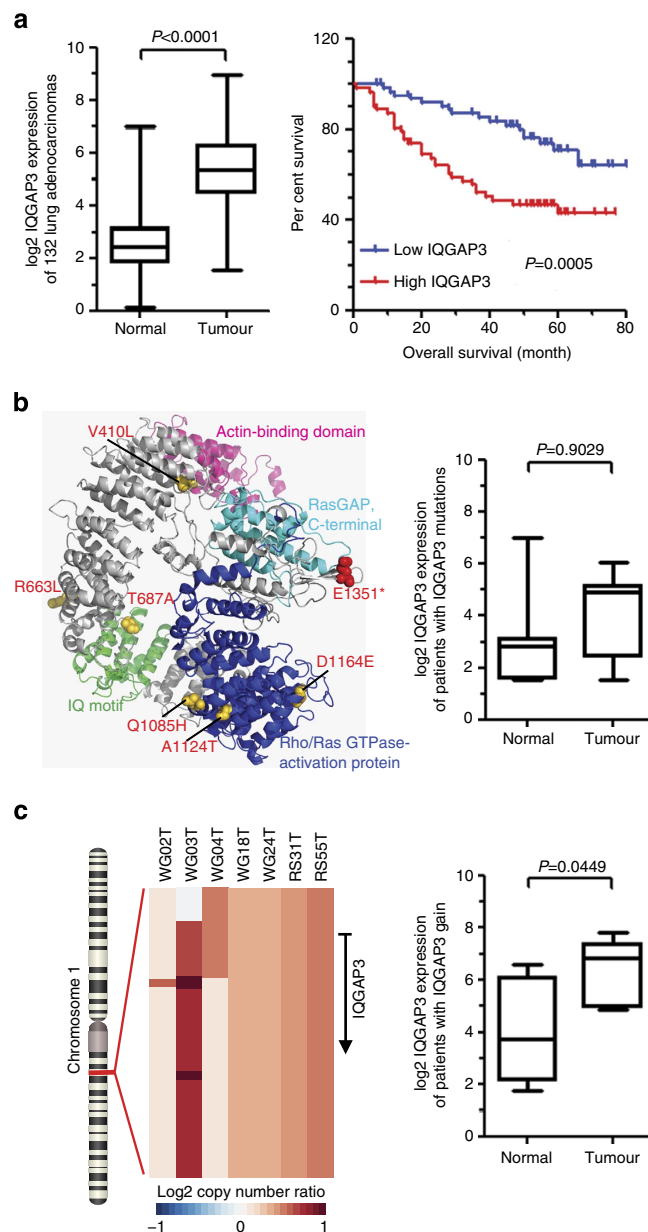 a
P<0.0001
log2 IQGAP3 expression
of 132 lung adenocarcinomas
10
8
6
4
2
0
Normal
Tumour
Per cent survival
120
80
40
0
Low IQGAP3
High IQGAP3
P=0.0005
0
20
40
60
80
Overall survival (month)
b
V410L
Actin-binding domain
RasGAP,
C-terminal
R663L
T687A
E1351*
D1164E
IQ motif
Q1085H
A1124T
Rho/Ras GTPase-
activation protein
P=0.9029
log2 IQGAP3 expression
of patients with IQGAP3 mutations
10
8
6
4
2
0
Normal
Tumour
c
Chromosome 1
WG02T
WG03T
WG04T
WG18T
WG24T
RS31T
RS55T
IQGAP3
Log2 copy number ratio
−1
0
1
P=0.0449
log2 IQGAP3 expression
of patients with IQGAP3 gain
10
8
6
4
2
0
Normal
Tumour